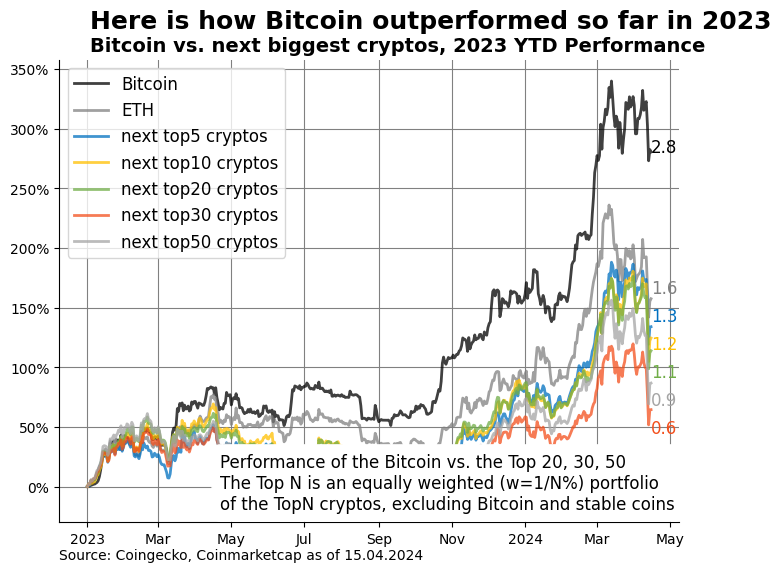 Here is how Bitcoin outperformed so far in 2023
Bitcoin vs. next biggest cryptos, 2023 YTD Performance
350%
300%
250%
200%
150%
100%
50%
0%
Bitcoin
ETH
next top5 cryptos
next top10 cryptos
next top20 cryptos
next top30 cryptos
next top50 cryptos
2.8
1.6
1.3
1.2
1.1
0.9
0.6
Performance of the Bitcoin vs. the Top 20, 30, 50
The Top N is an equally weighted (w=1/N%) portfolio
of the TopN cryptos, excluding Bitcoin and stable coins
2023 Mar May Jul Sep Nov 2024 Mar May
Source: Coingecko, Coinmarketcap as of 15.04.2024